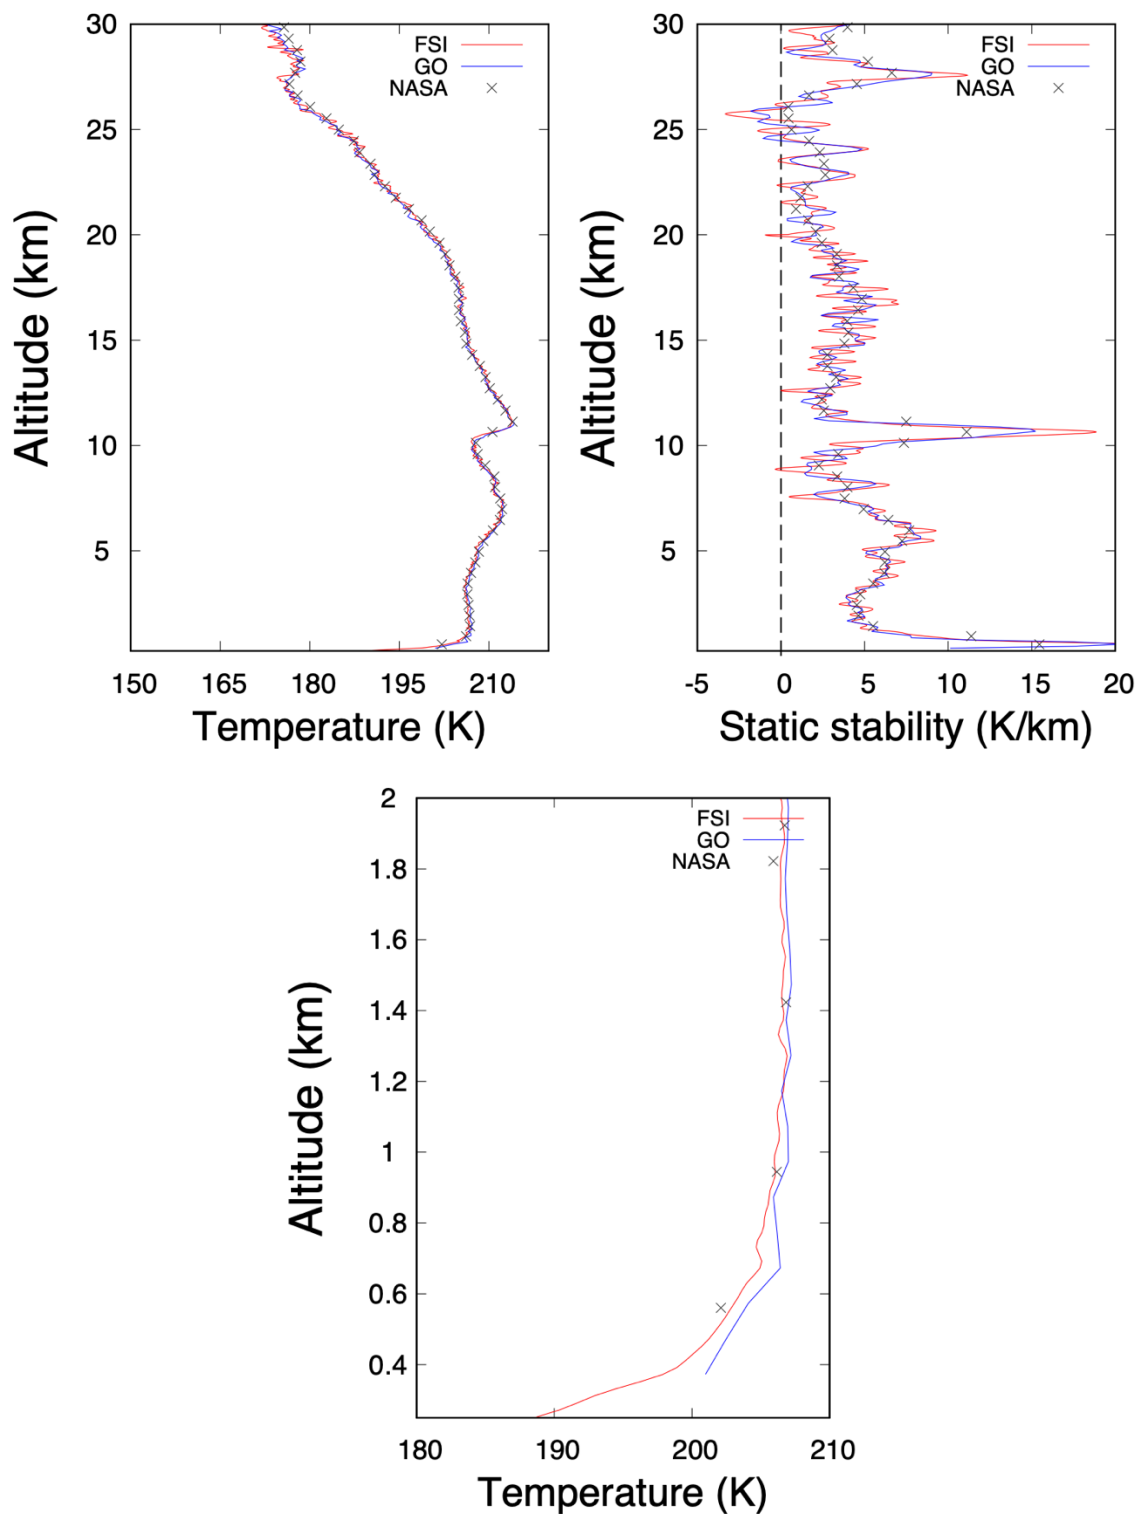 30
25
20
15
10
5
Altitude (km)
FSI
GO
NASA
150 165 180 195 210
Temperature (K)
30
25
20
15
10
5
Altitude (km)
FSI
GO
NASA
-5 0 5 10 15 20
Static stability (K/km)
2
1.8
1.6
1.4
1.2
1
0.8
0.6
0.4
Altitude (km)
FSI
GO
NASA
180 190 200 210
Temperature (K)